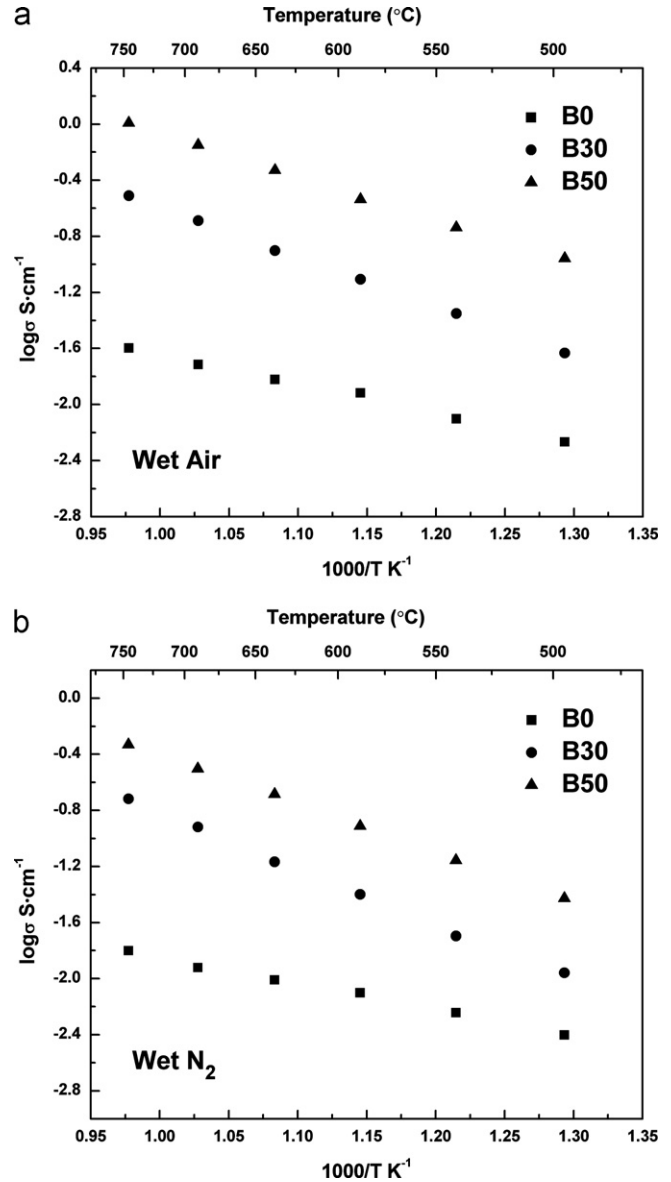 a
Temperature (°C)
750 700 650 600 550 500
0.4
0.0
-0.4
-0.8
-1.2
-1.6
-2.0
-2.4
-2.8
logσ S·cm⁻¹
B0
B30
B50
Wet Air
0.95 1.00 1.05 1.10 1.15 1.20 1.25 1.30 1.35
1000/T K⁻¹
b
Temperature (°C)
750 700 650 600 550 500
0.0
-0.4
-0.8
-1.2
-1.6
-2.0
-2.4
-2.8
logσ S·cm⁻¹
B0
B30
B50
Wet N₂
0.95 1.00 1.05 1.10 1.15 1.20 1.25 1.30 1.35
1000/T K⁻¹